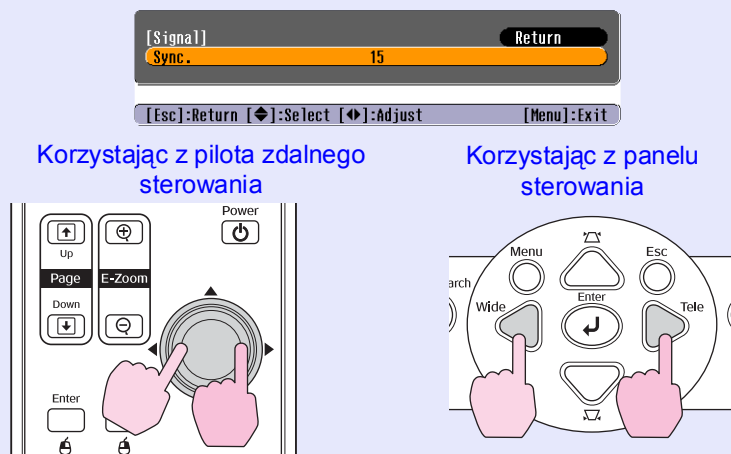 [Signal] Return
Sync. 15
[Esc]:Return [◆]:Select [◆]:Adjust [Menu]:Exit
Korzystając z pilota zdalnego
sterowania
Korzystając z panelu
sterowania
Power
Up
Page E-Zoom
Down
Enter
Menu Esc
arch
Wide Enter Tele